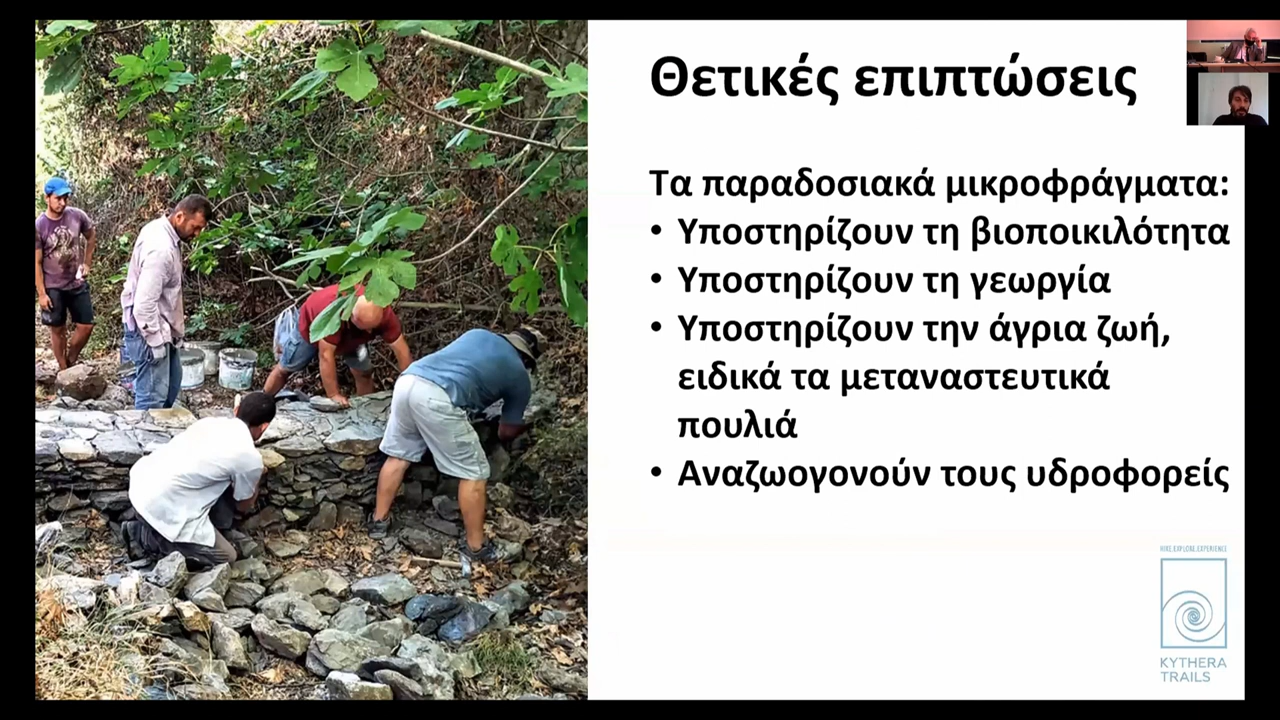 Θετικές επιπτώσεις
Τα παραδοσιακά μικροφράγματα:
• Υποστηρίζουν τη βιοποικιλότητα
• Υποστηρίζουν τη γεωργία
• Υποστηρίζουν την άγρια ζωή,
ειδικά τα μεταναστευτικά
πουλιά
• Αναζωογονούν τους υδροφορείς
HIKE.EXPLORE.EXPERIENCE
KYTHERA
TRAILS